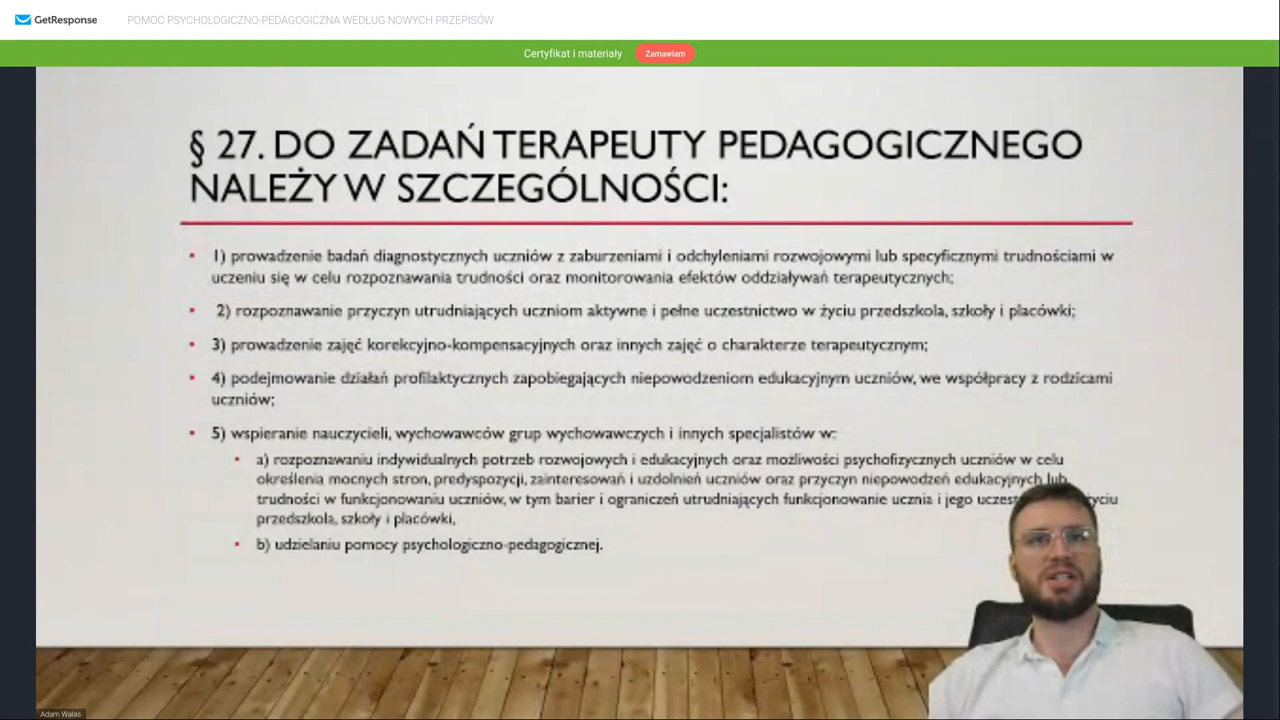 GetResponse
POMOC PSYCHOLOGICZNO-PEDAGOGICZNA WEDŁUG NOWYCH PRZEPISÓW
Certyfikat i materiały
Zamawiam
§ 27. DO ZADAŃ TERAPEUTY PEDAGOGICZNEGO
NALEŻY W SZCZEGÓLNOŚCI:
• 1) prowadzenie badań diagnostycznych uczniów z zaburzeniami i odchyleniami rozwojowymi lub specyficznymi trudnościami w
uczeniu się w celu rozpoznawania trudności oraz monitorowania efektów oddziaływań terapeutycznych;
• 2) rozpoznawanie przyczyn utrudniających uczniom aktywne i pełne uczestnictwo w życiu przedszkola, szkoły i placówki;
• 3) prowadzenie zajęć korekcyjno-kompensacyjnych oraz innych zajęć o charakterze terapeutycznym;
• 4) podejmowanie działań profilaktycznych zapobiegających niepowodzeniom edukacyjnym uczniów, we współpracy z rodzicami
uczniów;
• 5) wspieranie nauczycieli, wychowawców grup wychowawczych i innych specjalistów w:
• a) rozpoznawaniu indywidualnych potrzeb rozwojowych i edukacyjnych oraz możliwości psychofizycznych uczniów w celu
określenia mocnych stron, predyspozycji, zainteresowań i uzdolnień uczniów oraz przyczyn niepowodzeń edukacyjnych lub
trudności w funkcjonowaniu uczniów, w tym barier i ograniczeń utrudniających funkcjonowanie ucznia i jego życiu
przedszkola, szkoły i placówki,
• b) udzielaniu pomocy psychologiczno-pedagogicznej.
Adam Walas